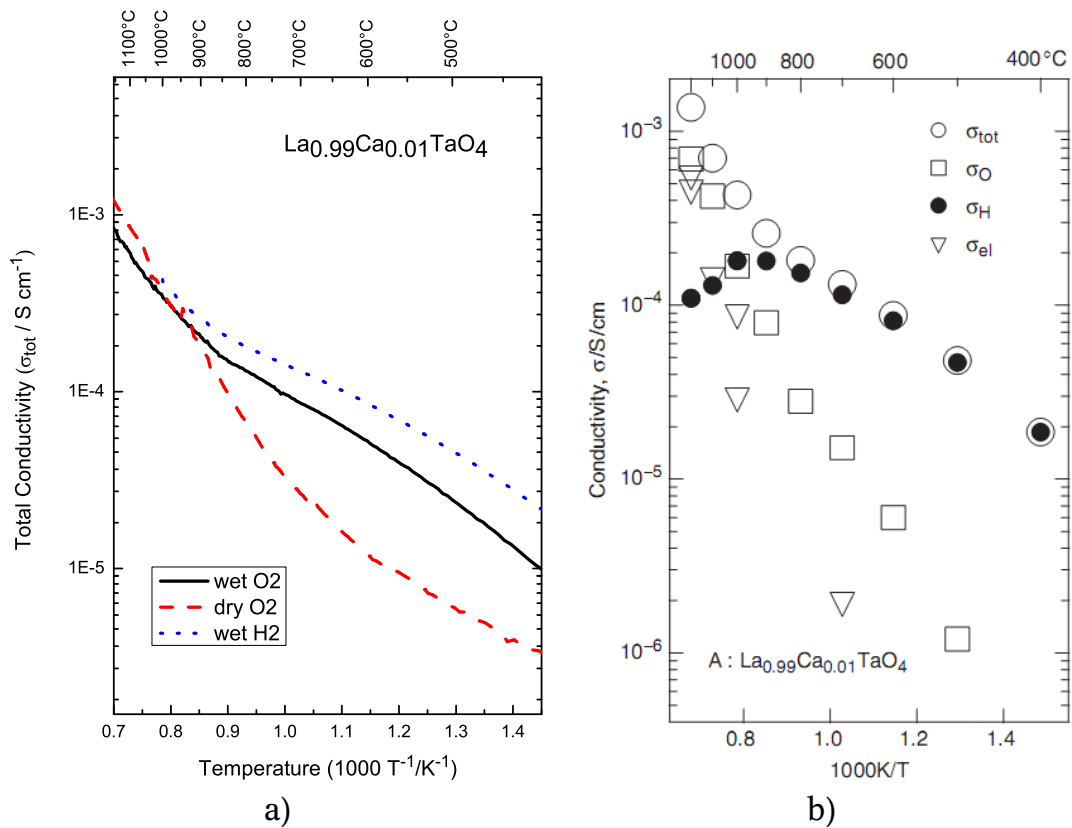 1100°C 1000°C 900°C 800°C 700°C 600°C 500°C
La0.99Ca0.01TaO4
1E-3
1E-4
1E-5
Total Conductivity (σtot / S cm-1)
wet O2
dry O2
wet H2
0.7 0.8 0.9 1.0 1.1 1.2 1.3 1.4
Temperature (1000 T-1/K-1)
a)
1000 800 600 400°C
10−3
10−4
10−5
10−6
Conductivity, σ/S/cm
σtot
σO
σH
σel
A : La0.99Ca0.01TaO4
0.8 1.0 1.2 1.4
1000K/T
b)